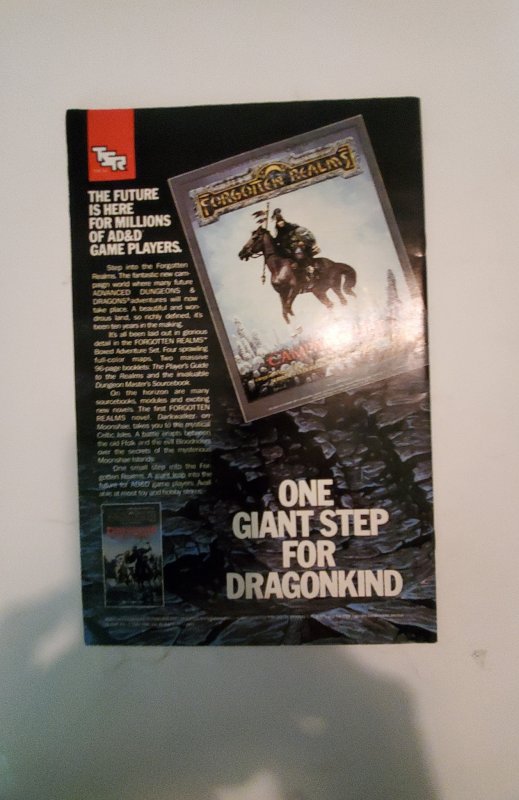 TSR
THE FUTURE
IS HERE
FOR MILLIONS
OF AD&D
GAME PLAYERS.
Step into the Forgotten
Realms. The fantastic new cam-
paign world where many future
ADVANCED DUNGEONS &
DRAGONS® adventures will now
take place. A beautiful and won-
drous land, so richly defined, it's
been ten years in the making.
It's all been laid out in glorious
detail in the FORGOTTEN REALMS™
Boxed Adventure Set. Four sprawling
full-color maps. Two massive
96-page booklets: The Player's Guide
to the Realms and the invaluable
Dungeon Master's Sourcebook.
On the horizon are many
sourcebooks, modules and exciting
new novels. The first FORGOTTEN
REALMS novel, Darkwalker on
Moonshae, takes you to the mystical
Celtic Isles. A battle erupts between
the old Ffolk and the evil Bloodriders
over the secrets of the mysterious
Moonshae Islands.
One small step into the For-
gotten Realms. A giant leap into the
future for AD&D game players. Avail-
able at most toy and hobby stores.
FORGOTTEN REALMS
ONE
GIANT STEP
FOR
DRAGONKIND